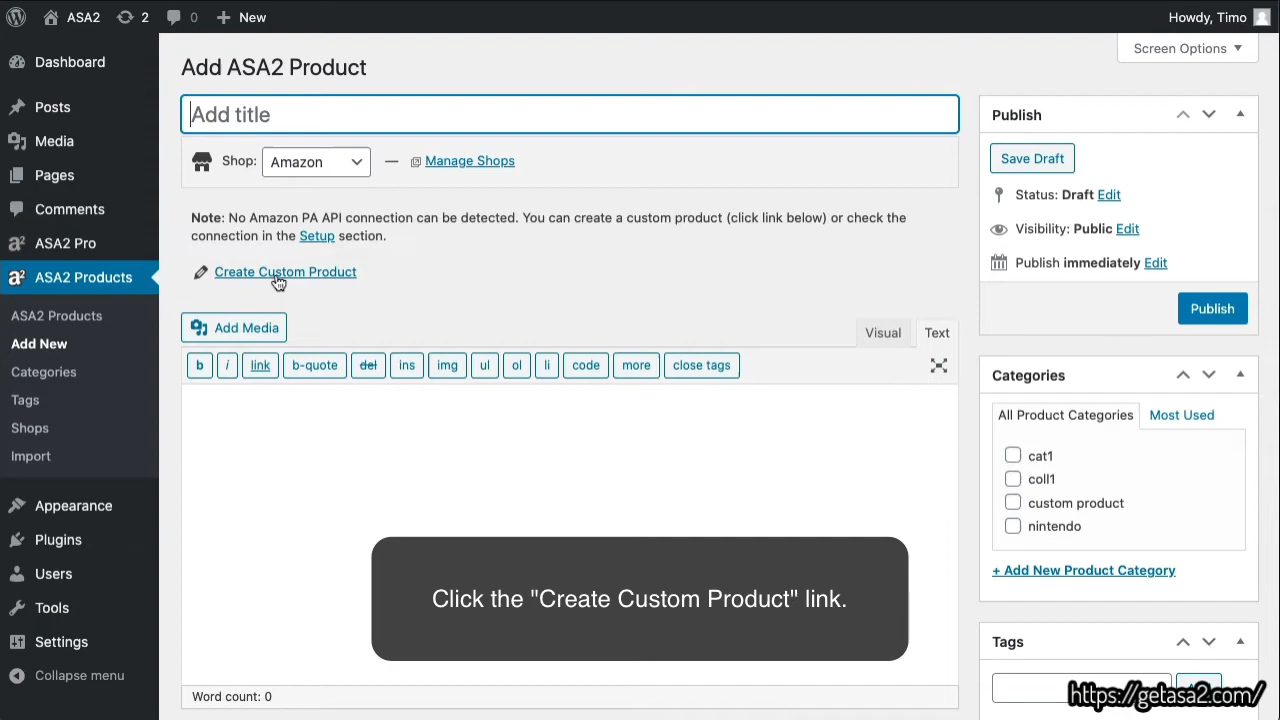 ASA2
2
0
New
Howdy, Timo
Screen Options
Dashboard
Posts
Media
Pages
Comments
ASA2 Pro
ASA2 Products
ASA2 Products
Add New
Categories
Tags
Shops
Import
Appearance
Plugins
Users
Tools
Settings
Collapse menu
Add ASA2 Product
Add title
Shop: Amazon — Manage Shops
Note: No Amazon PA API connection can be detected. You can create a custom product (click link below) or check the
connection in the Setup section.
Create Custom Product
Add Media
Visual Text
b i link b-quote del ins img ul ol li code more close tags
Click the "Create Custom Product" link.
Word count: 0
Publish
Save Draft
Status: Draft Edit
Visibility: Public Edit
Publish immediately Edit
Publish
Categories
All Product Categories Most Used
cat1
coll1
custom product
nintendo
+ Add New Product Category
Tags
https://getasa2.com/